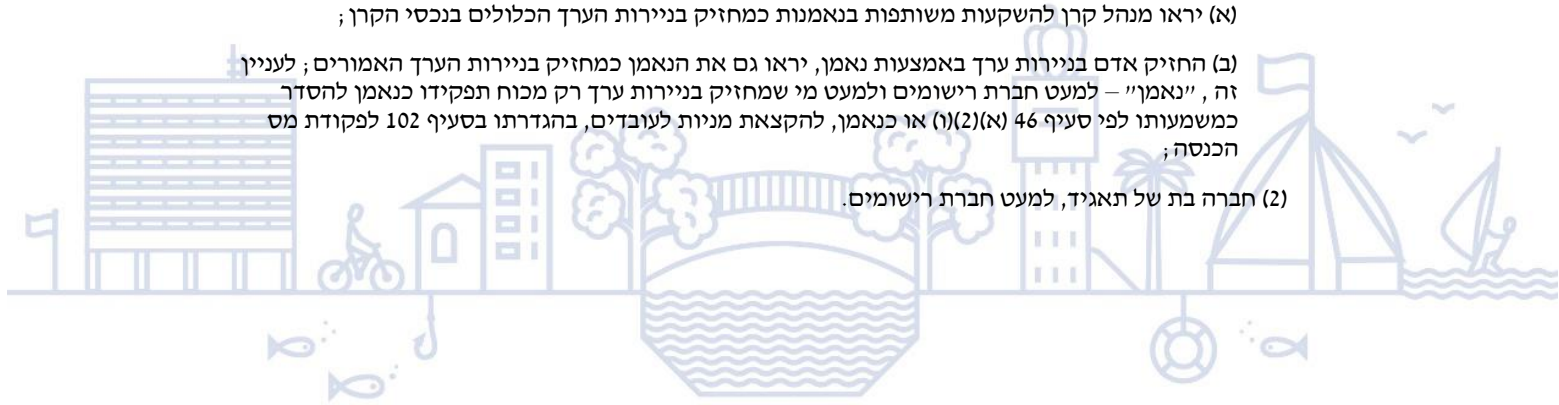 (א) יראו מנהל קרן להשקעות משותפות בנאמנות כמחזיק בניירות הערך הכלולים בנכסי הקרן;
(ב) החזיק אדם בניירות ערך באמצעות נאמן, יראו גם את הנאמן כמחזיק בניירות הערך האמורים; לעניין
זה, "נאמן" – למעט חברת רישומים ולמעט מי שמחזיק בניירות ערך רק מכוח תפקידו כנאמן להסדר
כמשמעותו לפי סעיף 46 (א)(2)(ו) או כנאמן, להקצאת מניות לעובדים, בהגדרתו בסעיף 102 לפקודת מס
הכנסה;
(2) חברה בת של תאגיד, למעט חברת רישומים.